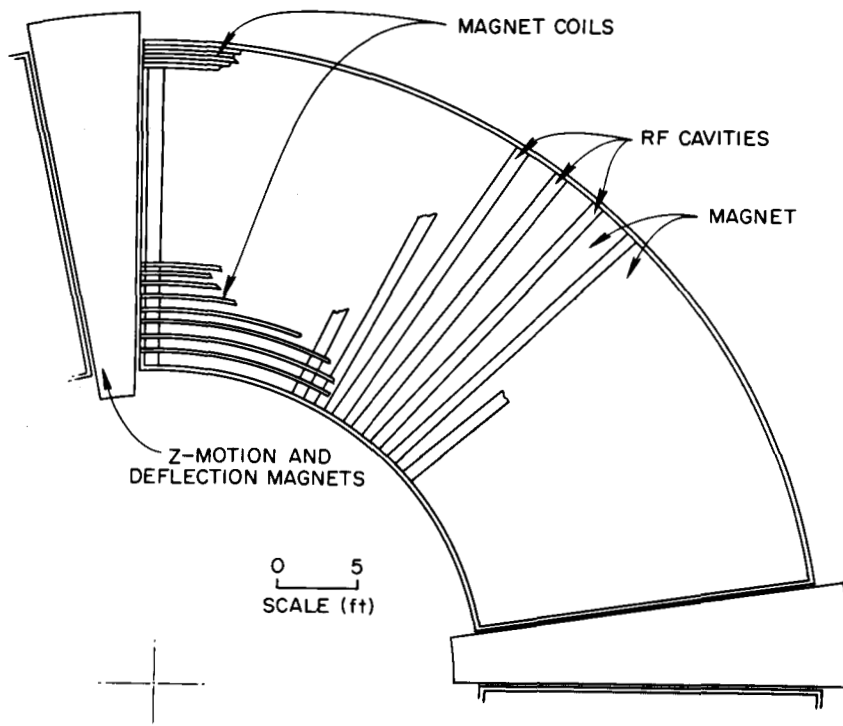 MAGNET COILS
RF CAVITIES
MAGNET
Z-MOTION AND
DEFLECTION MAGNETS
0 5
SCALE (ft)